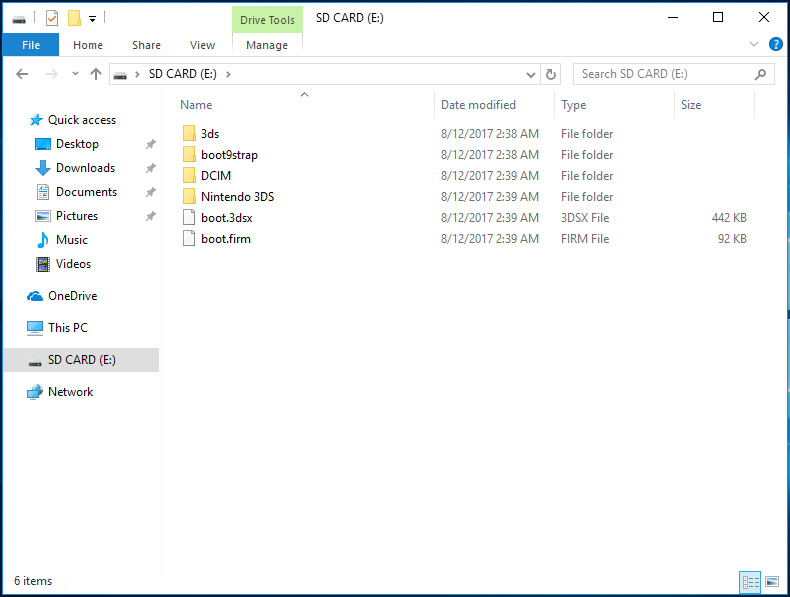 Drive Tools SD CARD (E:)
File Home Share View Manage
SD CARD (E:) Search SD CARD (E:)
Name Date modified Type Size
Quick access
Desktop
Downloads
Documents
Pictures
Music
Videos
OneDrive
This PC
SD CARD (E:)
Network
3ds 8/12/2017 2:38 AM File folder
boot9strap 8/12/2017 2:38 AM File folder
DCIM 8/12/2017 2:39 AM File folder
Nintendo 3DS 8/12/2017 2:39 AM File folder
boot.3dsx 8/12/2017 2:39 AM 3DSX File 442 KB
boot.firm 8/12/2017 2:39 AM FIRM File 92 KB
6 items